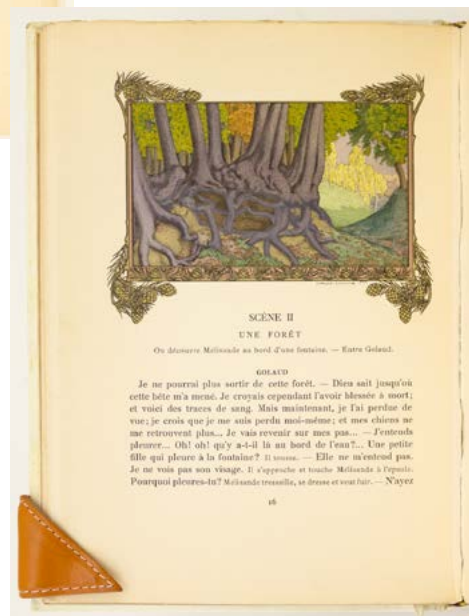 SCÈNE II
UNE FORÊT
On découvre Mélisande au bord d'une fontaine. — Entre Golaud.
GOLAUD
Je ne pourrai plus sortir de cette forêt. — Dieu sait jusqu'où
cette bête m'a mené. Je croyais cependant l'avoir blessée à mort;
et voici des traces de sang. Mais maintenant, je l'ai perdue de
vue; je crois que je me suis perdu moi-même; et mes chiens ne
me retrouvent plus... Je vais revenir sur mes pas... — J'entends
pleurer... Oh! oh! qu'y a-t-il là au bord de l'eau?... Une petite
fille qui pleure à la fontaine? Il tousse. — Elle ne m'entend pas.
Je ne vois pas son visage. Il s'approche et touche Mélisande à l'épaule.
Pourquoi pleures-tu? Mélisande tressaille, se dresse et veut fuir. — N'ayez
16